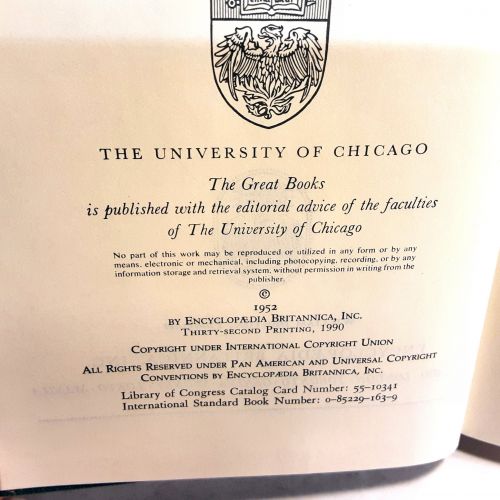 THE UNIVERSITY OF CHICAGO
The Great Books
is published with the editorial advice of the faculties
of The University of Chicago
No part of this work may be reproduced or utilized in any form or by any
means, electronic or mechanical, including photocopying, recording, or by any
information storage and retrieval system, without permission in writing from the
publisher.
©
1952
BY ENCYCLOPÆDIA BRITANNICA, INC.
THIRTY-SECOND PRINTING, 1990
COPYRIGHT UNDER INTERNATIONAL COPYRIGHT UNION
ALL RIGHTS RESERVED UNDER PAN AMERICAN AND UNIVERSAL COPYRIGHT
CONVENTIONS BY ENCYCLOPÆDIA BRITANNICA, INC.
Library of Congress Catalog Card Number: 55-10341
International Standard Book Number: 0-85229-163-9